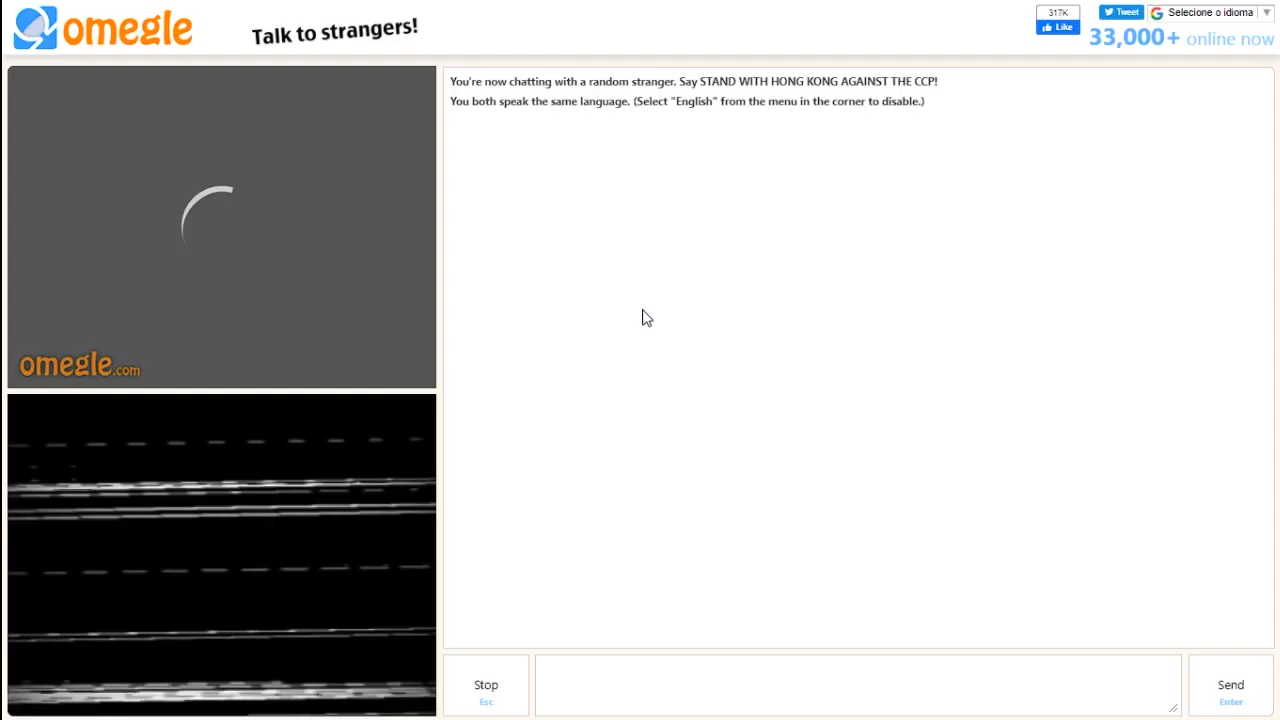 omegle
Talk to strangers!
317K
Like
Tweet
Selecione o idioma
33,000+ online now
You're now chatting with a random stranger. Say STAND WITH HONG KONG AGAINST THE CCP!
You both speak the same language. (Select "English" from the menu in the corner to disable.)
omegle.com
Stop
Esc
Send
Enter